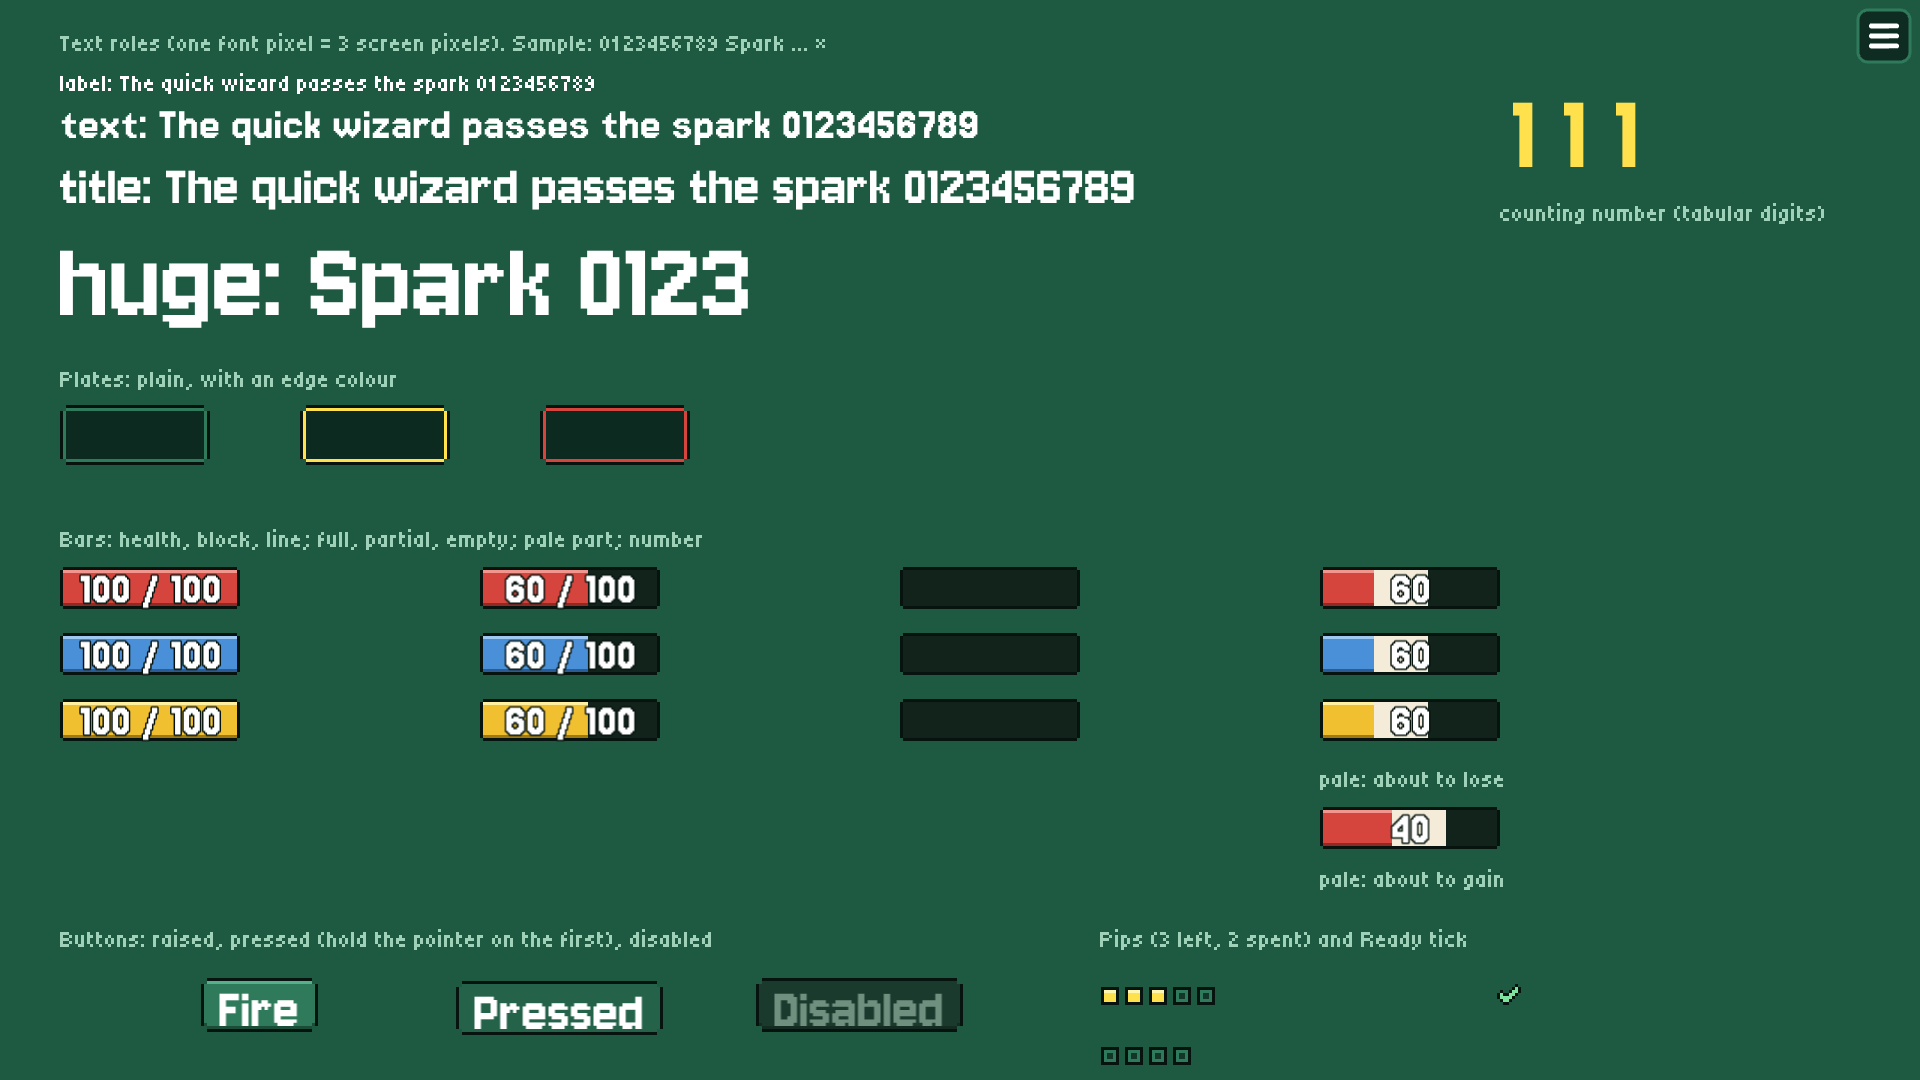 Text roles (one font pixel = 3 screen pixels). Sample: 0123456789 Spark ... ×
label: The quick wizard passes the spark 0123456789
text: The quick wizard passes the spark 0123456789
title: The quick wizard passes the spark 0123456789
huge: Spark 0123
111
counting number (tabular digits)
Plates: plain, with an edge colour
Bars: health, block, line; full, partial, empty; pale part; number
100 / 100
60 / 100
60
100 / 100
60 / 100
60
100 / 100
60 / 100
60
pale: about to lose
40
pale: about to gain
Buttons: raised, pressed (hold the pointer on the first), disabled
Pips (3 left, 2 spent) and Ready tick
Fire
Pressed
Disabled